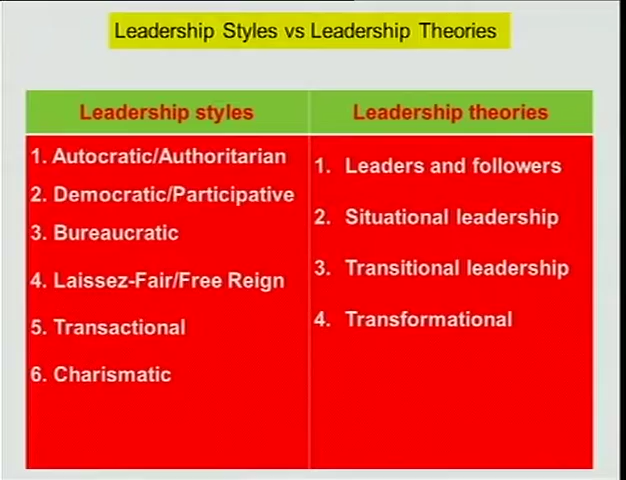 Leadership Styles vs Leadership Theories
Leadership styles
1. Autocratic/Authoritarian
2. Democratic/Participative
3. Bureaucratic
4. Laissez-Fair/Free Reign
5. Transactional
6. Charismatic
Leadership theories
1. Leaders and followers
2. Situational leadership
3. Transitional leadership
4. Transformational